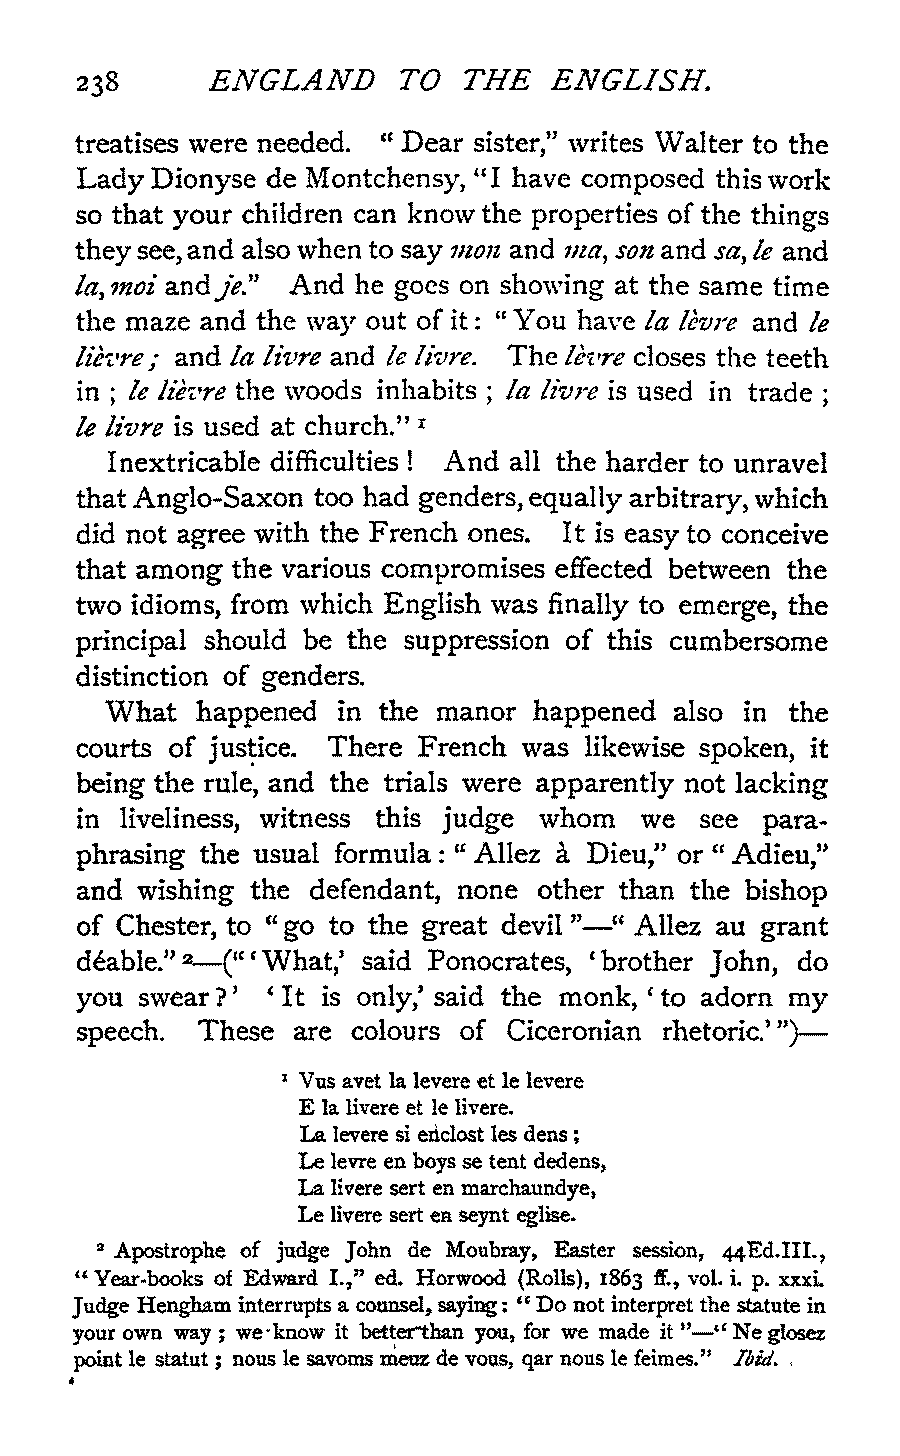 238 ENGLAND TO THE ENGLISH.
treatises were needed. “ Dear sister,” writes Walter to the
Lady Dionyse de Montchensy, “I have composed this work
so that your children can know the properties of the things
they see, and also when to say mon and ma, son and sa, le and
la, moi and je.” And he goes on showing at the same time
the maze and the way out of it: “You have la lèvre and le
lièvre; and la livre and le livre. The lèvre closes the teeth
in ; le lièvre the woods inhabits ; la livre is used in trade ;
le livre is used at church.” ¹
Inextricable difficulties ! And all the harder to unravel
that Anglo-Saxon too had genders, equally arbitrary, which
did not agree with the French ones. It is easy to conceive
that among the various compromises effected between the
two idioms, from which English was finally to emerge, the
principal should be the suppression of this cumbersome
distinction of genders.
What happened in the manor happened also in the
courts of justice. There French was likewise spoken, it
being the rule, and the trials were apparently not lacking
in liveliness, witness this judge whom we see para-
phrasing the usual formula : “ Allez à Dieu,” or “ Adieu,”
and wishing the defendant, none other than the bishop
of Chester, to “ go to the great devil ”—“ Allez au grant
déable.” ²—(“ ‘ What,’ said Ponocrates, ‘ brother John, do
you swear ? ’ ‘ It is only,’ said the monk, ‘ to adorn my
speech. These are colours of Ciceronian rhetoric.’ ”)—
¹ Vus avet la levere et le levere
E la livere et le livere.
La levere si enclost les dens ;
Le levre en boys se tent dedens,
La livere sert en marchaundye,
Le livere sert en seynt eglise.
² Apostrophe of judge John de Moubray, Easter session, 44Ed.III.,
“ Year-books of Edward I.,” ed. Horwood (Rolls), 1863 ff., vol. i. p. xxxi.
Judge Hengham interrupts a counsel, saying : “ Do not interpret the statute in
your own way ; we know it better than you, for we made it ”—“ Ne glosez
point le statut ; nous le savoms meuz de vous, qar nous le feimes.” Ibid.